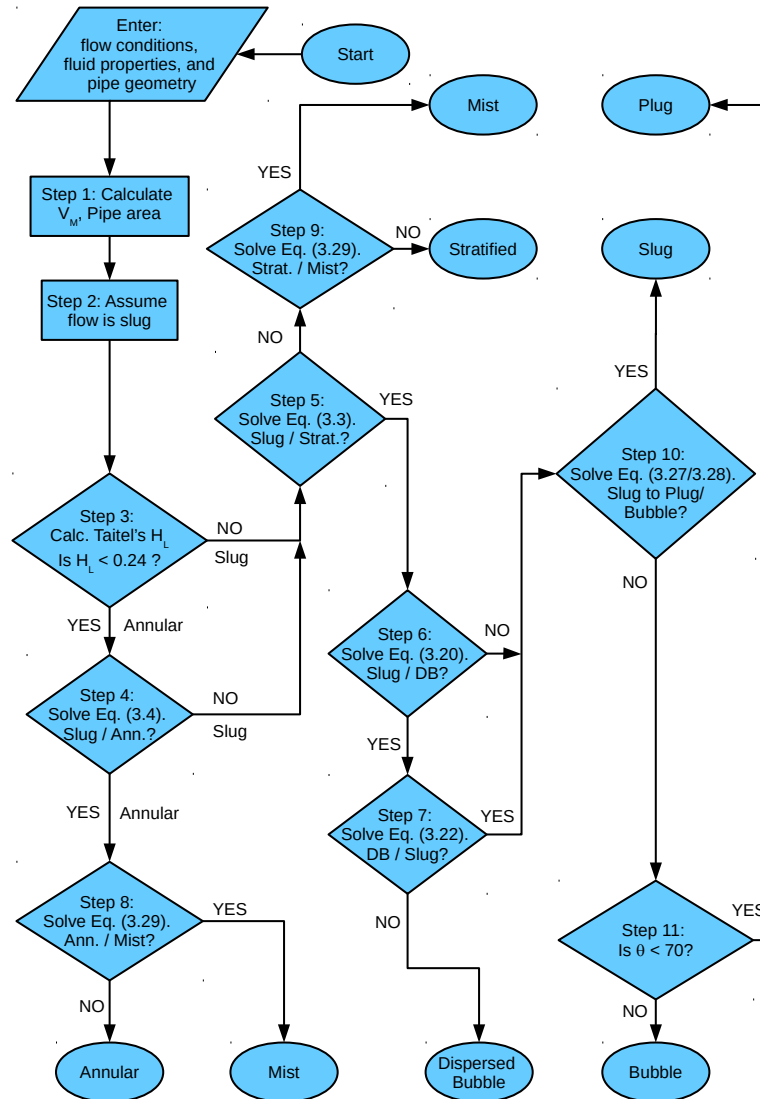 Enter:
flow conditions,
fluid properties, and
pipe geometry
Start
Mist
Plug
YES
Step 1: Calculate
V_M, Pipe area
Step 9:
Solve Eq. (3.29).
Strat. / Mist?
NO
Stratified
Slug
Step 2: Assume
flow is slug
NO
YES
Step 5:
Solve Eq. (3.3).
Slug / Strat.?
YES
Step 10:
Solve Eq. (3.27/3.28).
Slug to Plug/
Bubble?
Step 3:
Calc. Taitel's H_L
Is H_L < 0.24 ?
NO
Slug
NO
YES
Annular
Step 6:
Solve Eq. (3.20).
Slug / DB?
NO
Step 4:
Solve Eq. (3.4).
Slug / Ann.?
NO
Slug
YES
YES
Annular
Step 7:
Solve Eq. (3.22).
DB / Slug?
YES
Step 8:
Solve Eq. (3.29).
Ann. / Mist?
YES
NO
Step 11:
Is θ < 70?
YES
NO
NO
Annular
Mist
Dispersed
Bubble
Bubble